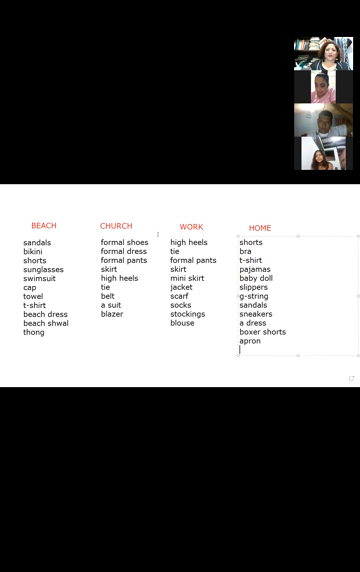 BEACH
sandals
bikini
shorts
sunglasses
swimsuit
cap
towel
t-shirt
beach dress
beach shwal
thong
CHURCH
formal shoes
formal dress
formal pants
skirt
high heels
tie
belt
a suit
blazer
WORK
high heels
tie
formal pants
skirt
mini skirt
jacket
scarf
socks
stockings
blouse
HOME
shorts
bra
t-shirt
pajamas
baby doll
slippers
g-string
sandals
sneakers
a dress
boxer shorts
apron